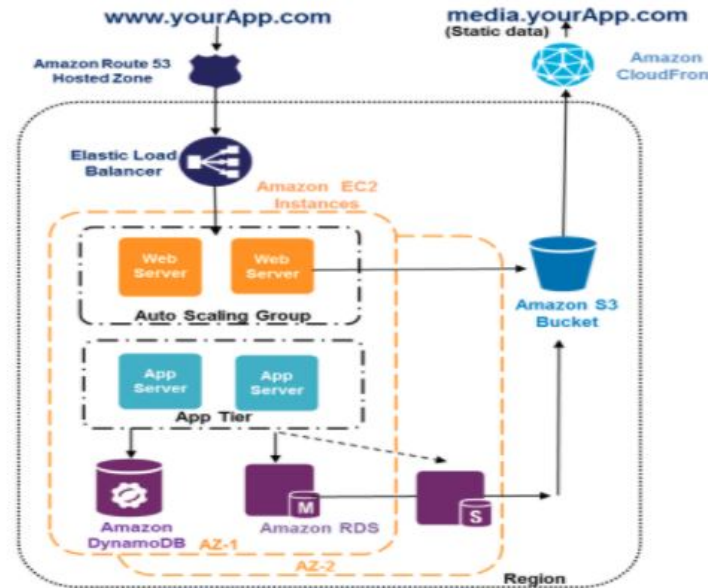 www.yourApp.com
media.yourApp.com
(Static data)
Amazon Route 53
Hosted Zone
Amazon
CloudFron
Elastic Load
Balancer
Amazon EC2
Instances
Web
Server
Web
Server
Auto Scaling Group
Amazon S3
Bucket
App
Server
App
Server
App Tier
M
S
Amazon
DynamoDB
Amazon RDS
AZ-1
AZ-2
Region